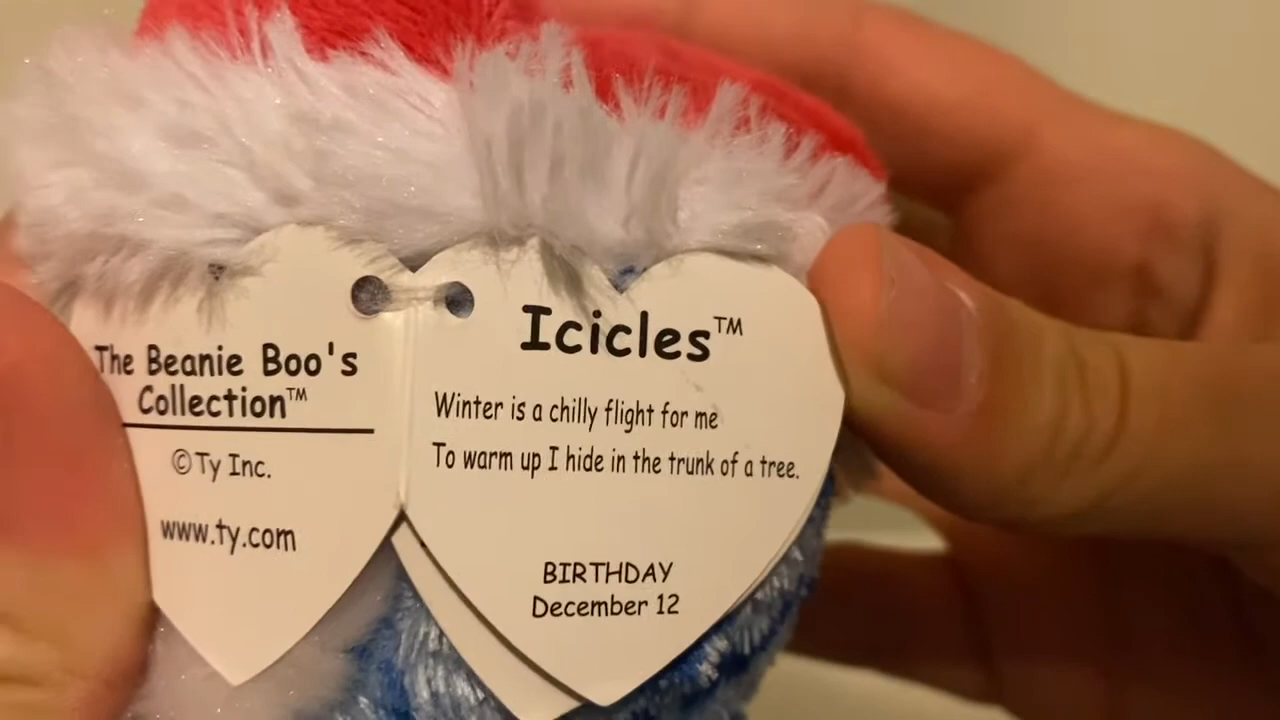 The Beanie Boo's
Collection™
©Ty Inc.
www.ty.com
Icicles™
Winter is a chilly flight for me
To warm up I hide in the trunk of a tree.
BIRTHDAY
December 12